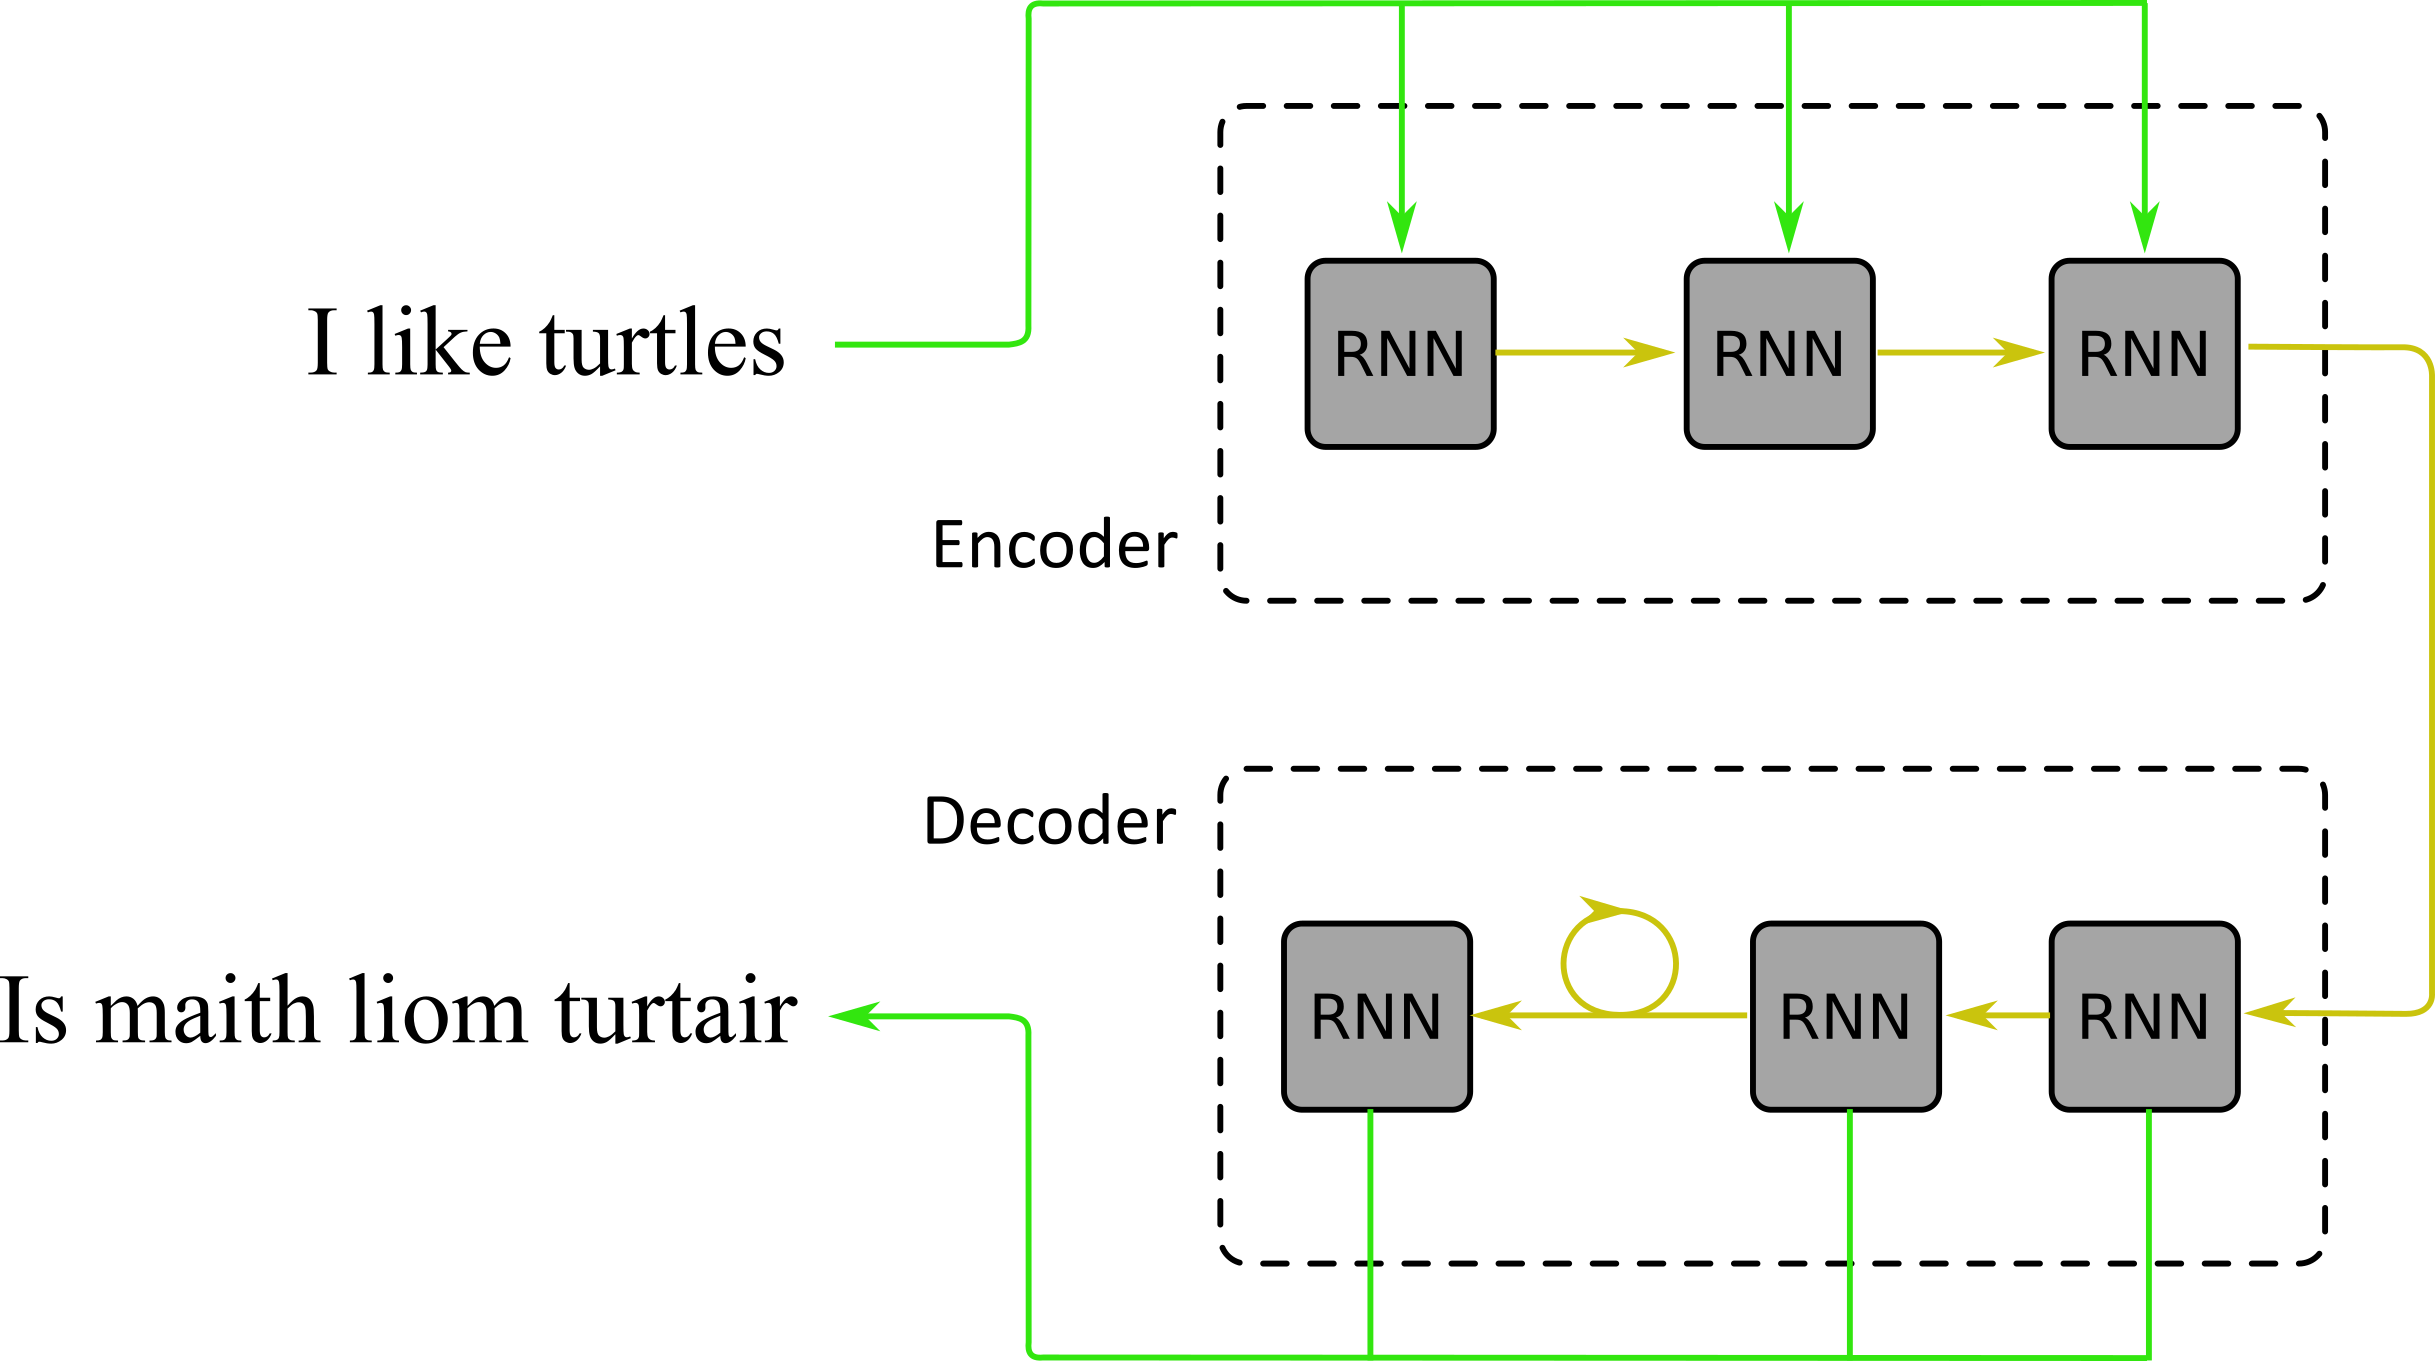 I like turtles
RNN RNN RNN
Encoder
Decoder
RNN RNN RNN
Is maith liom turtair